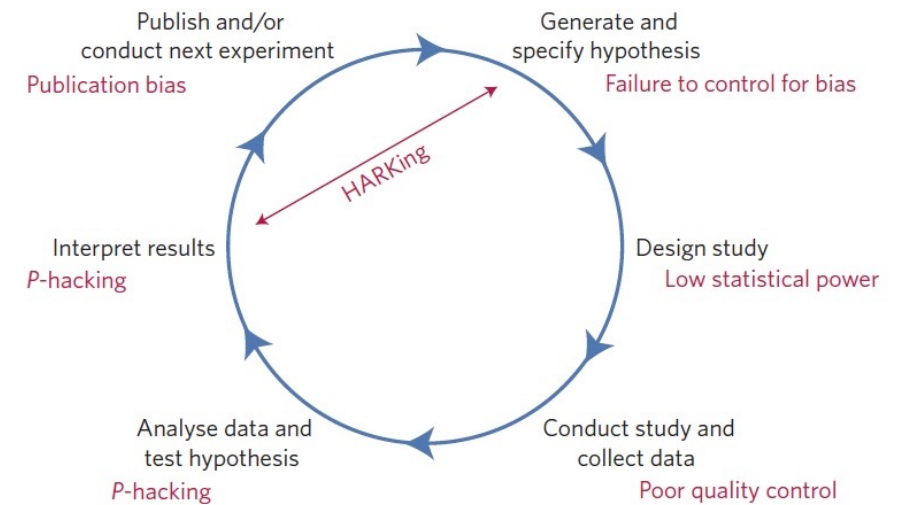 Publish and/or
conduct next experiment
Publication bias
Generate and
specify hypothesis
Failure to control for bias
HARKing
Interpret results
P-hacking
Design study
Low statistical power
Analyse data and
test hypothesis
P-hacking
Conduct study and
collect data
Poor quality control